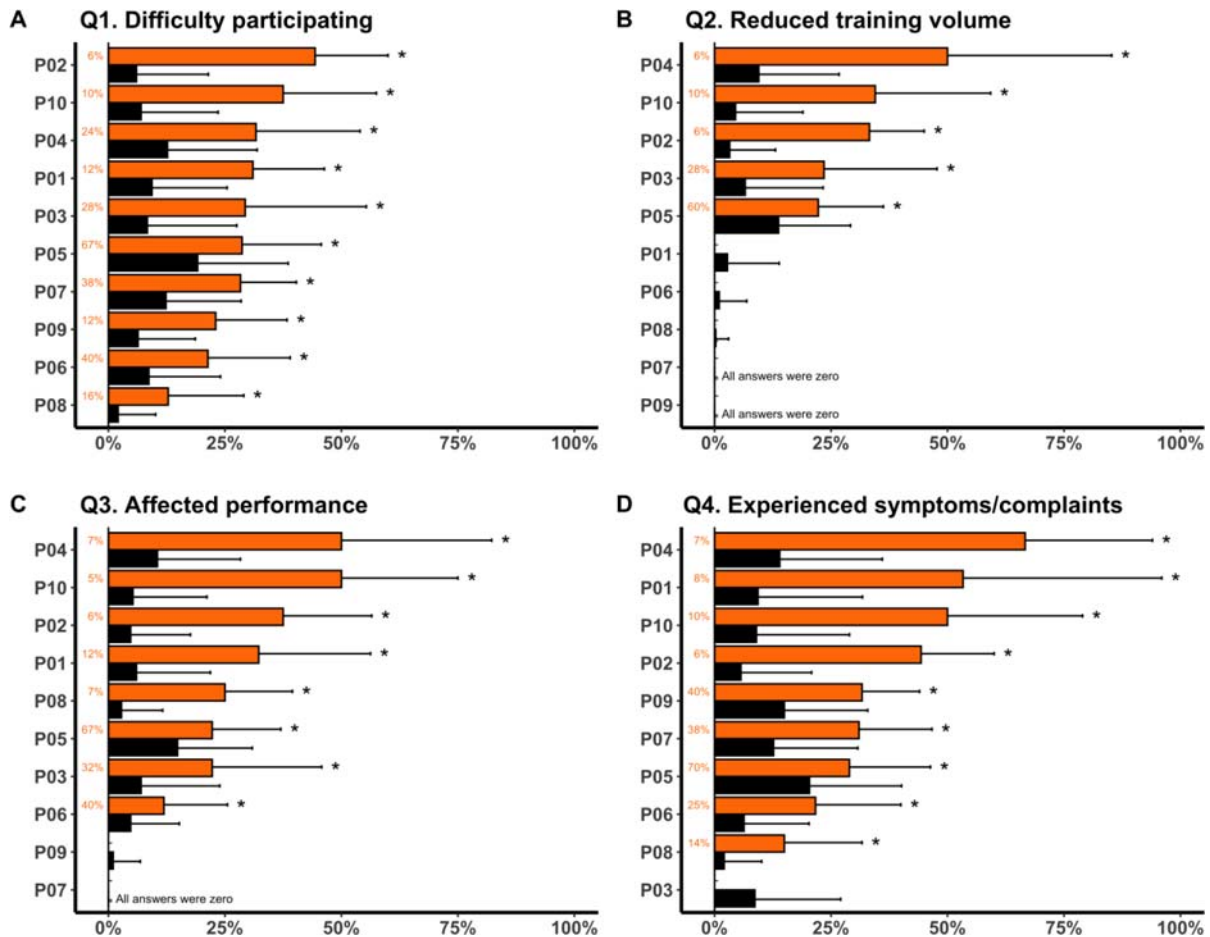 A Q1. Difficulty participating
P02 6% *
P10 10% *
P04 24% *
P01 12% *
P03 28% *
P05 67% *
P07 38% *
P09 12% *
P06 40% *
P08 16% *
0% 25% 50% 75% 100%
B Q2. Reduced training volume
P04 6% *
P10 10% *
P02 6% *
P03 28% *
P05 60% *
P01
P06
P08
P07 All answers were zero
P09 All answers were zero
0% 25% 50% 75% 100%
C Q3. Affected performance
P04 7% *
P10 5% *
P02 6% *
P01 12% *
P08 7% *
P05 67% *
P03 32% *
P06 40% *
P09
P07 All answers were zero
0% 25% 50% 75% 100%
D Q4. Experienced symptoms/complaints
P04 7% *
P01 8% *
P10 10% *
P02 6% *
P09 40% *
P07 38% *
P05 70% *
P06 25% *
P08 14% *
P03
0% 25% 50% 75% 100%